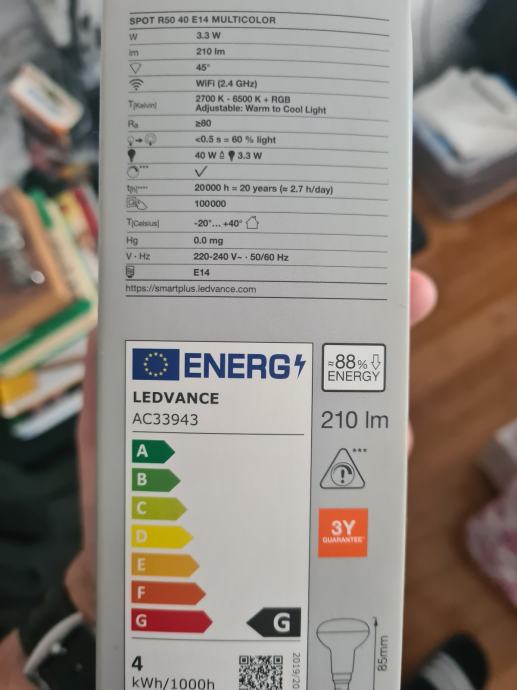 SPOT R50 40 E14 MULTICOLOR
W 3.3 W
lm 210 lm
45°
WiFi (2.4 GHz)
T[Kelvin] 2700 K - 6500 K + RGB
Adjustable: Warm to Cool Light
Ra ≥80
<0.5 s = 60 % light
40 W ≙ 3.3 W
***
t[h]**** 20000 h = 20 years (= 2.7 h/day)
100000
T[Celsius] -20°... +40°
Hg 0.0 mg
V · Hz 220-240 V~ · 50/60 Hz
E14
https://smartplus.ledvance.com
ENERG
≈88%
ENERGY
LEDVANCE
AC33943
210 lm
A
B
C
D
E
F
G
G
***
3Y
GUARANTEE*
4
kWh/1000h
85mm